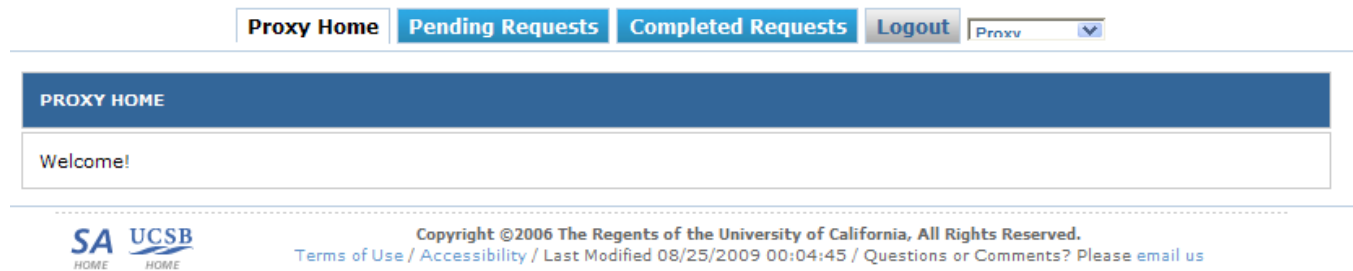 Proxy Home Pending Requests Completed Requests Logout Proxy
PROXY HOME
Welcome!
SA UCSB
HOME HOME
Copyright ©2006 The Regents of the University of California, All Rights Reserved.
Terms of Use / Accessibility / Last Modified 08/25/2009 00:04:45 / Questions or Comments? Please email us